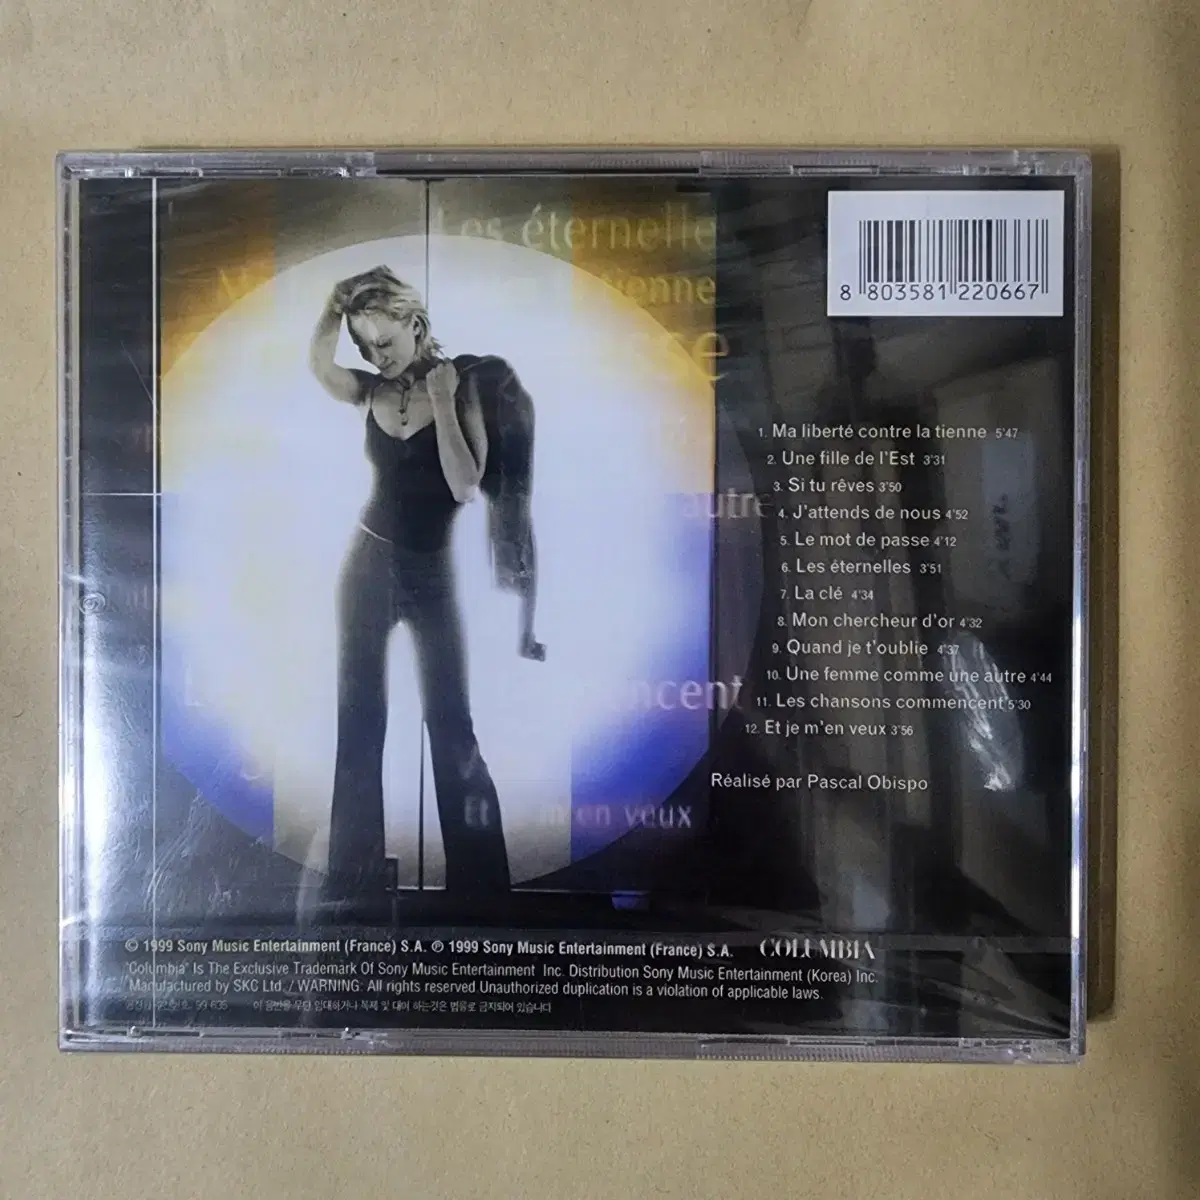 Les éternelle
tienne
autre
ncent
Et m'en veux
8 803581 220667
1. Ma liberté contre la tienne 5'47
2. Une fille de l'Est 3'31
3. Si tu rêves 3'50
4. J'attends de nous 4'52
5. Le mot de passe 4'12
6. Les éternelles 3'51
7. La clé 4'34
8. Mon chercheur d'or 4'32
9. Quand je t'oublie 4'37
10. Une femme comme une autre 4'44
11. Les chansons commencent 5'30
12. Et je m'en veux 3'56
Réalisé par Pascal Obispo
© 1999 Sony Music Entertainment (France) S.A. ℗ 1999 Sony Music Entertainment (France) S.A. COLUMBIA
"Columbia" Is The Exclusive Trademark Of Sony Music Entertainment Inc. Distribution Sony Music Entertainment (Korea) Inc.
Manufactured by SKC Ltd. / WARNING: All rights reserved Unauthorized duplication is a violation of applicable laws.
이 음반을 무단 임대하거나 복제 및 대여 하는것은 법률로 금지되어 있습니다